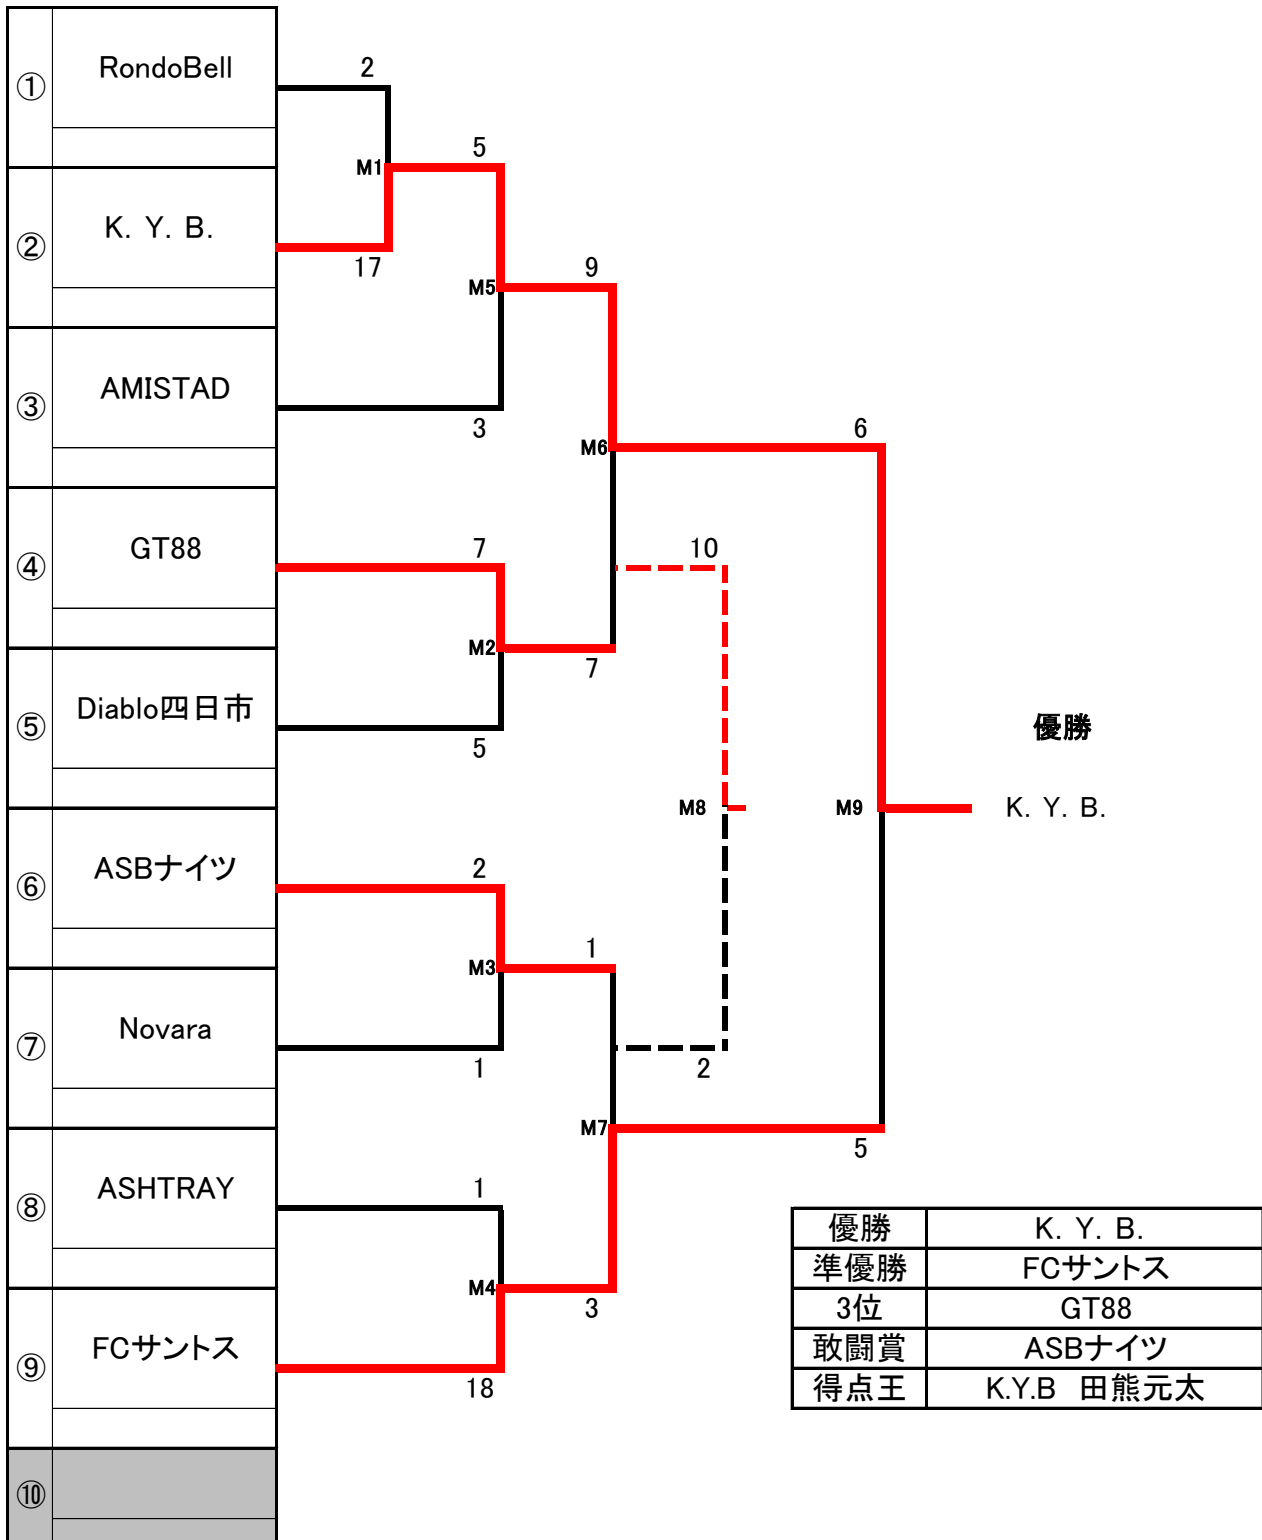 ① RondoBell
2
M1
5
② K. Y. B.
17
M5
9
③ AMISTAD
3
M6
6
④ GT88
7
10
M2
7
⑤ Diablo四日市
5
優勝
M8
M9
K. Y. B.
⑥ ASBナイツ
2
M3
1
⑦ Novara
1
2
M7
5
⑧ ASHTRAY
1
M4
3
⑨ FCサントス
18
⑩
優勝 K. Y. B.
準優勝 FCサントス
3位 GT88
敢闘賞 ASBナイツ
得点王 K.Y.B 田熊元太